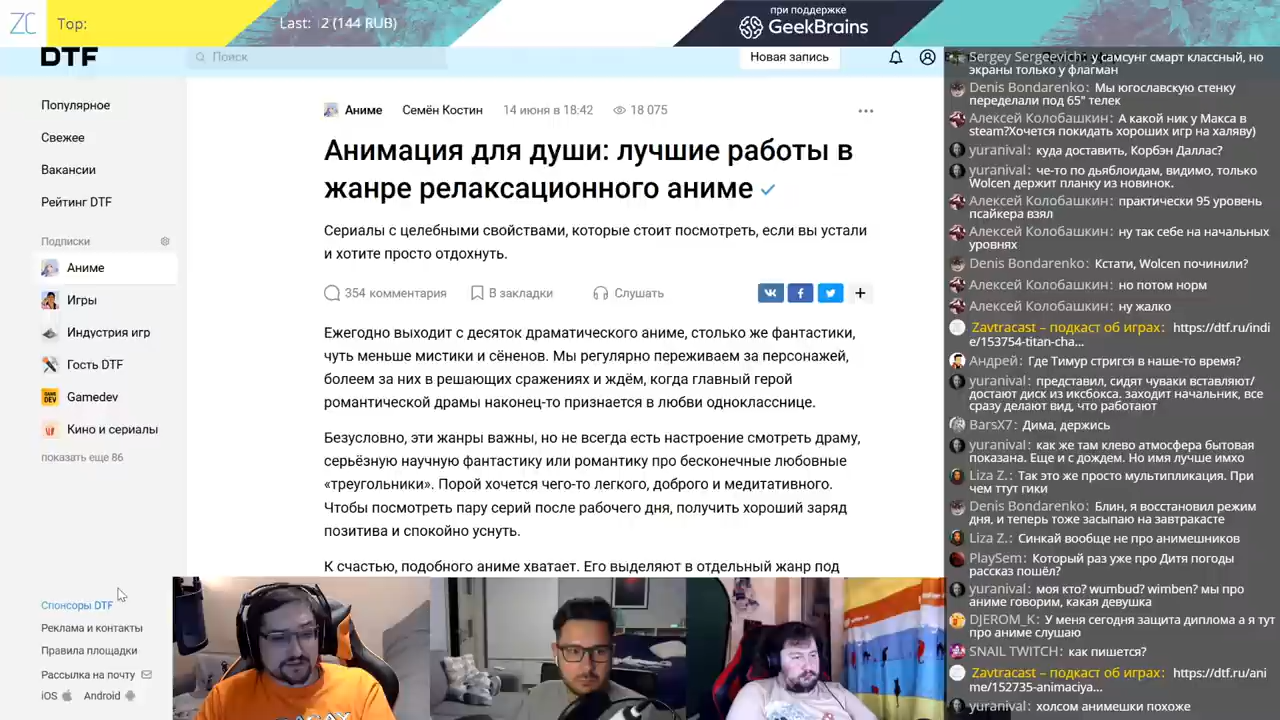 ZC
Top:
Last: 2 (144 RUB)
при поддержке
GeekBrains
DTF
Поиск
Новая запись
Популярное
Свежее
Вакансии
Рейтинг DTF
Подписки
Аниме
Игры
Индустрия игр
Гость DTF
Gamedev
Кино и сериалы
показать еще 86
Спонсоры DTF
Реклама и контакты
Правила площадки
Рассылка на почту
iOS Android
Аниме Семён Костин 14 июня в 18:42 18 075
Анимация для души: лучшие работы в
жанре релаксационного аниме
Сериалы с целебными свойствами, которые стоит посмотреть, если вы устали
и хотите просто отдохнуть.
354 комментария В закладки Слушать
Ежегодно выходит с десяток драматического аниме, столько же фантастики,
чуть меньше мистики и сёненов. Мы регулярно переживаем за персонажей,
болеем за них в решающих сражениях и ждём, когда главный герой
романтической драмы наконец-то признается в любви однокласснице.
Безусловно, эти жанры важны, но не всегда есть настроение смотреть драму,
серьёзную научную фантастику или романтику про бесконечные любовные
«треугольники». Порой хочется чего-то легкого, доброго и медитативного.
Чтобы посмотреть пару серий после рабочего дня, получить хороший заряд
позитива и спокойно уснуть.
К счастью, подобного аниме хватает. Его выделяют в отдельный жанр под
Sergey Sergeevich: у самсунг смарт классный, но
экраны только у флагман
Denis Bondarenko: Мы югославскую стенку
переделали под 65" телек
Алексей Колобашкин: А какой ник у Макса в
steam?Хочется покидать хороших игр на халяву)
yuranival: куда доставить, Корбэн Даллас?
yuranival: че-то по дьяблоидам, видимо, только
Wolcen держит планку из новинок.
Алексей Колобашкин: практически 95 уровень
псайкера взял
Алексей Колобашкин: ну так себе на начальных
уровнях
Denis Bondarenko: Кстати, Wolcen починили?
Алексей Колобашкин: но потом норм
Алексей Колобашкин: ну жалко
Zavtracast – подкаст об играх: https://dtf.ru/indi
e/153754-titan-cha...
Андрей: Где Тимур стригся в наше-то время?
yuranival: представил, сидят чуваки вставляют/
достают диск из иксбокса. заходит начальник, все
сразу делают вид, что работают
BarsX7: Дима, держись
yuranival: как же там клево атмосфера бытовая
показана. Еще и с дождем. Но имя лучше имхо
Liza Z.: Так это же просто мультипликация. При
чем ттут гики
Denis Bondarenko: Блин, я восстановил режим
дня, и теперь тоже засыпаю на завтракасте
Liza Z.: Синкай вообще не про анимешников
PlaySem: Который раз уже про Дитя погоды
рассказ пошёл?
yuranival: моя кто? wumbud? wimben? мы про
аниме говорим, какая девушка
DJEROM_K: У меня сегодня защита диплома а я тут
про аниме слушаю
SNAIL TWITCH: как пишется?
Zavtracast – подкаст об играх: https://dtf.ru/ani
me/152735-animaciya...
yuranival: холсом анимешки похоже